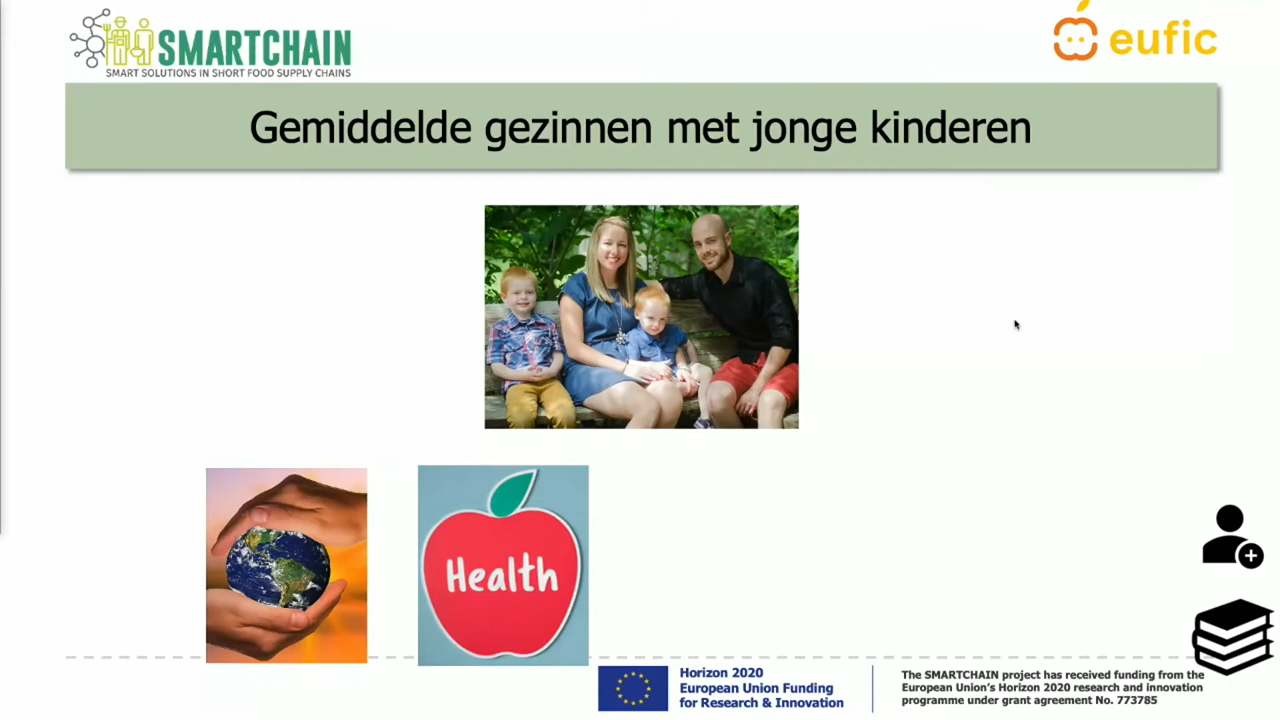 SMARTCHAIN
SMART SOLUTIONS IN SHORT FOOD SUPPLY CHAINS
eufic
Gemiddelde gezinnen met jonge kinderen
Health
Horizon 2020
European Union Funding
for Research & Innovation
The SMARTCHAIN project has received funding from the
European Union's Horizon 2020 research and innovation
programme under grant agreement No. 773785